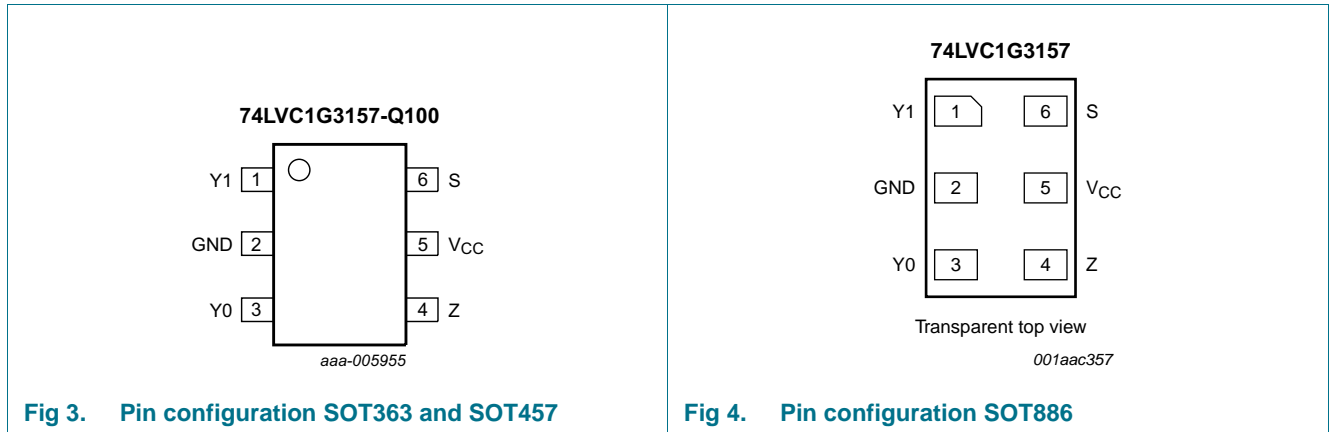 74LVC1G3157-Q100
Y1 1 6 S
GND 2 5 VCC
Y0 3 4 Z
aaa-005955
Fig 3. Pin configuration SOT363 and SOT457
74LVC1G3157
Y1 1 6 S
GND 2 5 VCC
Y0 3 4 Z
Transparent top view
001aac357
Fig 4. Pin configuration SOT886